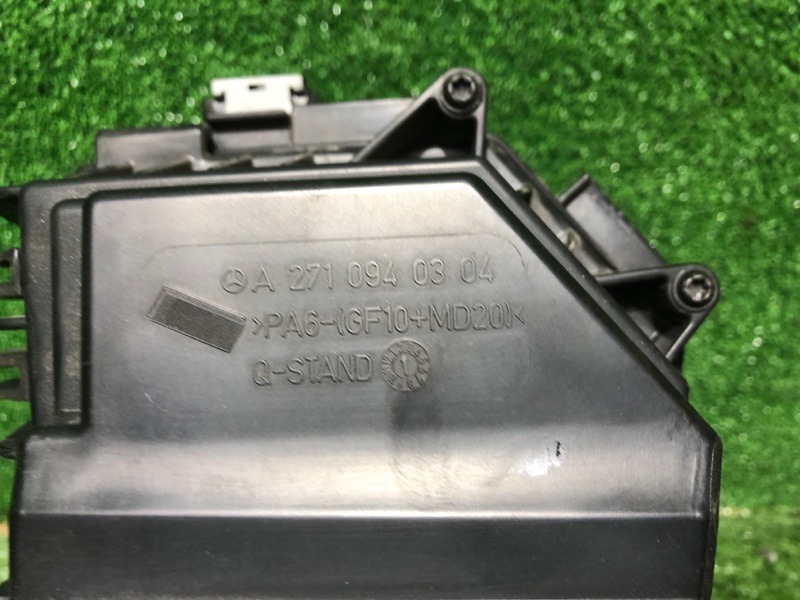 A 271 094 03 04
>PA6-(GF10+MD20)<
Q-STAND